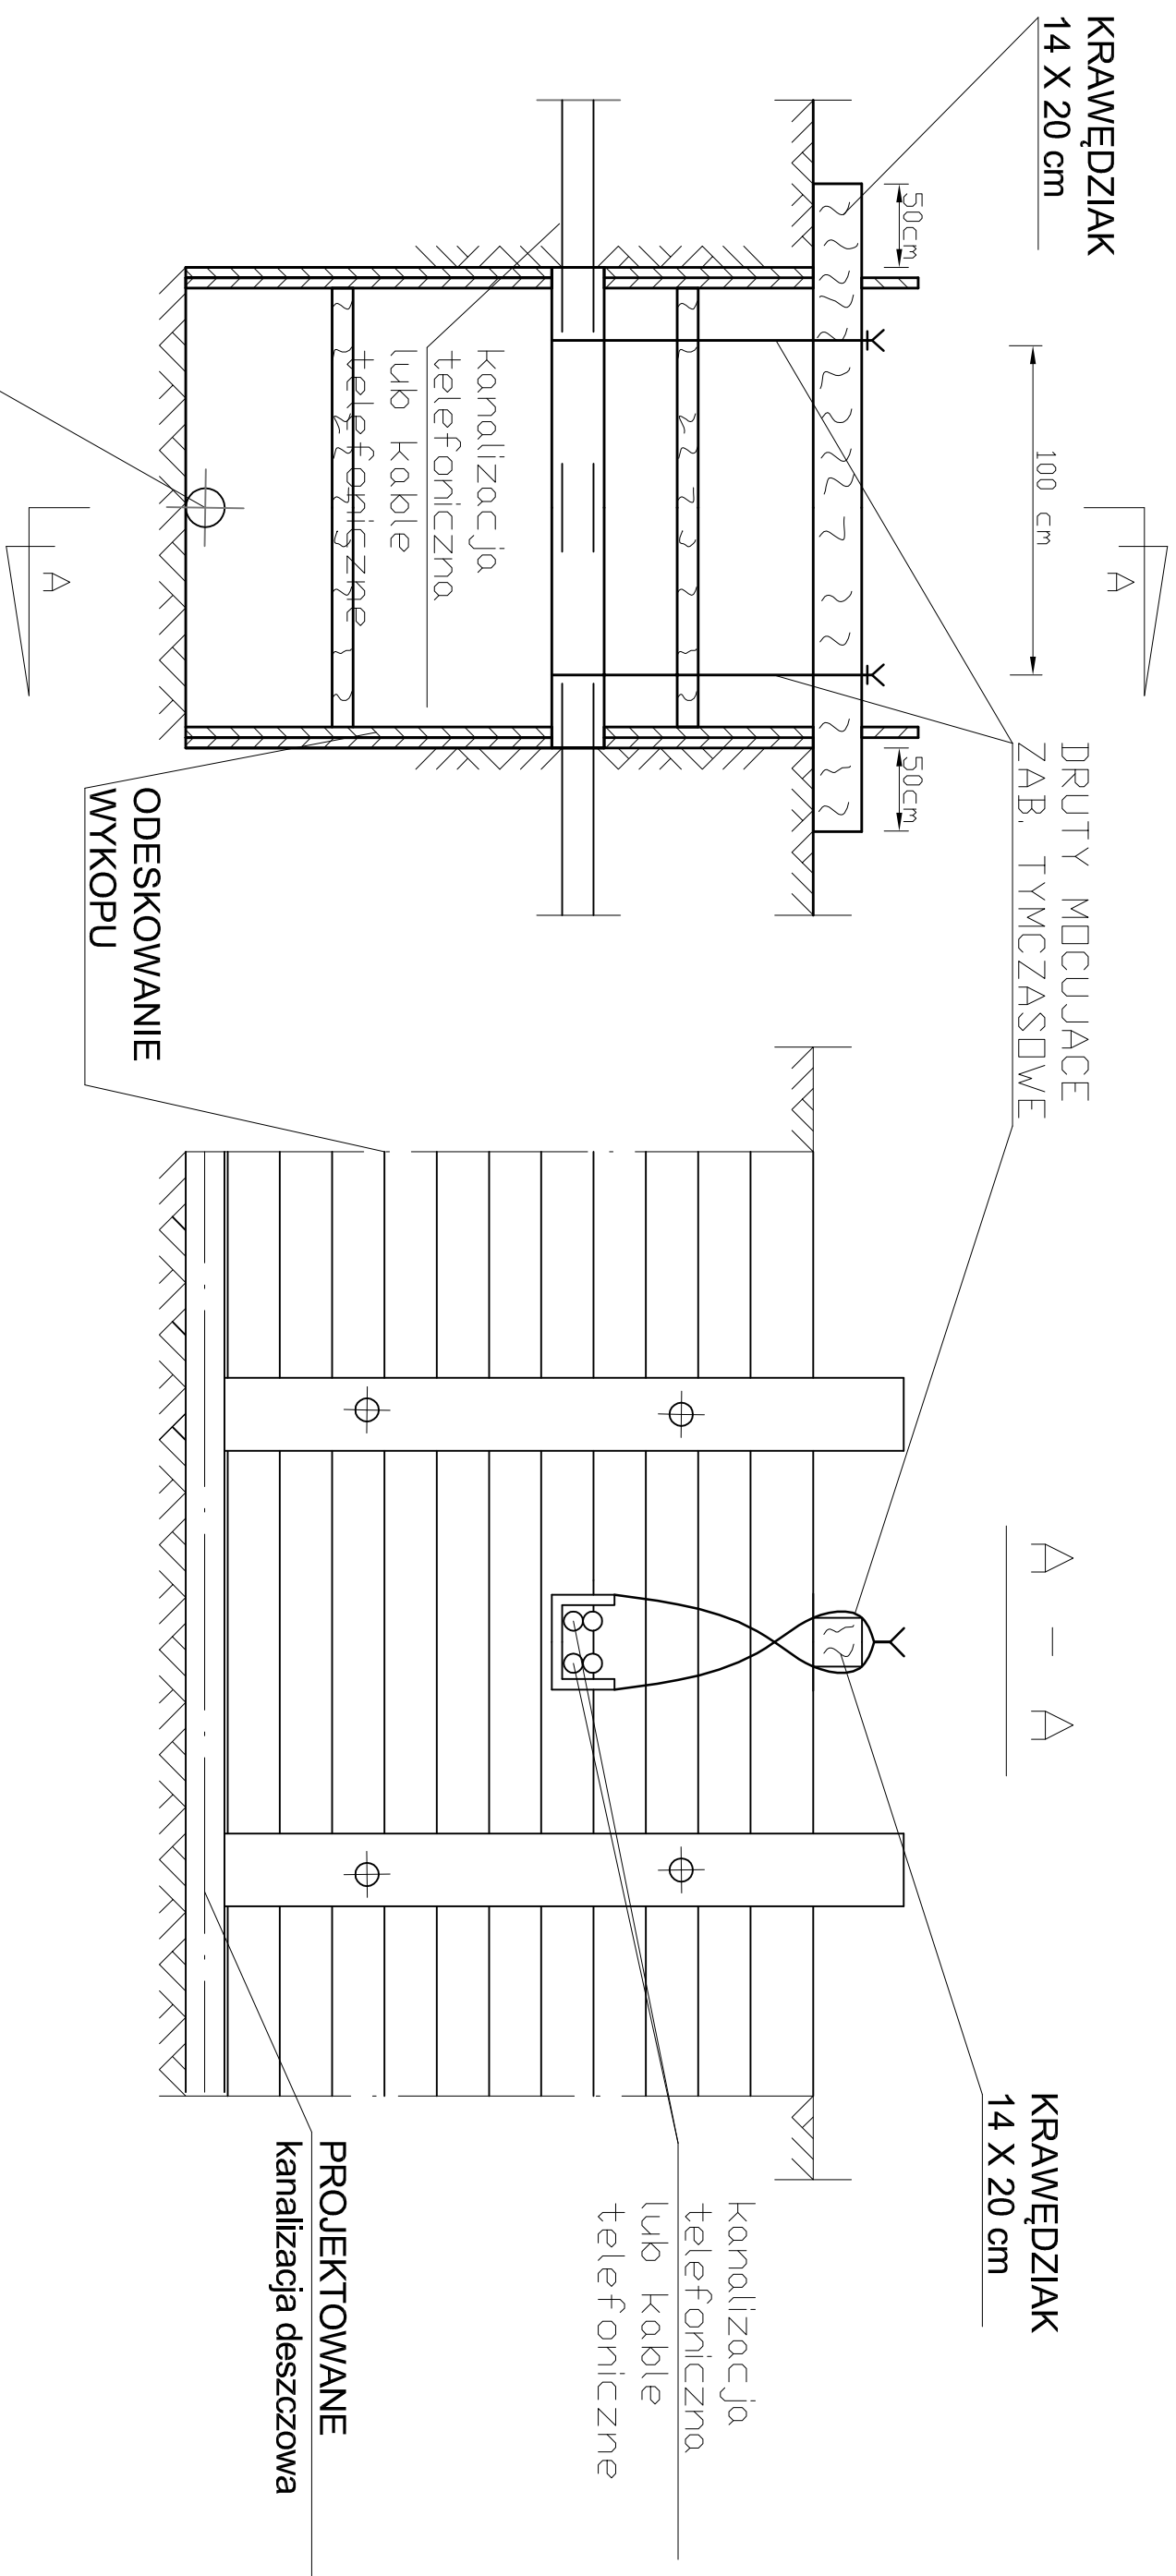 KRAWĘDZIAK
14 X 20 cm
50cm
100 cm
50cm
A
A
DRUTY MOCUJACE
ZAB. TYMCZASOWE
kanalizacja
telefoniczna
lub kable
telefoniczne
ODESKOWANIE
WYKOPU
A - A
KRAWĘDZIAK
14 X 20 cm
kanalizacja
telefoniczna
lub kable
telefoniczne
PROJEKTOWANE
kanalizacja deszczowa